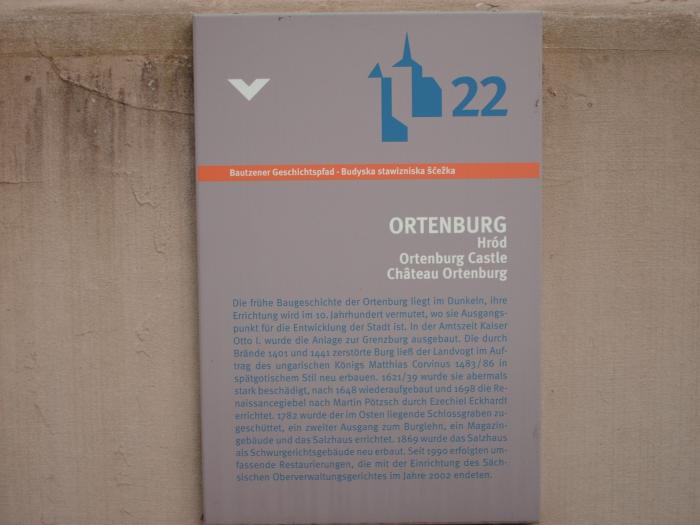 22
Bautzener Geschichtspfad - Budyska stawizniska šćežka
ORTENBURG
Hród
Ortenburg Castle
Château Ortenburg
Die frühe Baugeschichte der Ortenburg liegt im Dunkeln, ihre
Errichtung wird im 10. Jahrhundert vermutet, wo sie Ausgangs-
punkt für die Entwicklung der Stadt ist. In der Amtszeit Kaiser
Otto I. wurde die Anlage zur Grenzburg ausgebaut. Die durch
Brände 1401 und 1441 zerstörte Burg ließ der Landvogt im Auf-
trag des ungarischen Königs Matthias Corvinus 1483/86 in
spätgotischem Stil neu erbauen. 1621/39 wurde sie abermals
stark beschädigt, nach 1648 wiederaufgebaut und 1698 die Re-
naissancegiebel nach Martin Pötzsch durch Ezechiel Eckhardt
errichtet. 1782 wurde der im Osten liegende Schlossgraben zu-
geschüttet, ein zweiter Ausgang zum Burglehn, ein Magazin-
gebäude und das Salzhaus errichtet. 1869 wurde das Salzhaus
als Schwurgerichtsgebäude neu erbaut. Seit 1990 erfolgten um-
fassende Restaurierungen, die mit der Einrichtung des Säch-
sischen Oberverwaltungsgerichtes im Jahre 2002 endeten.